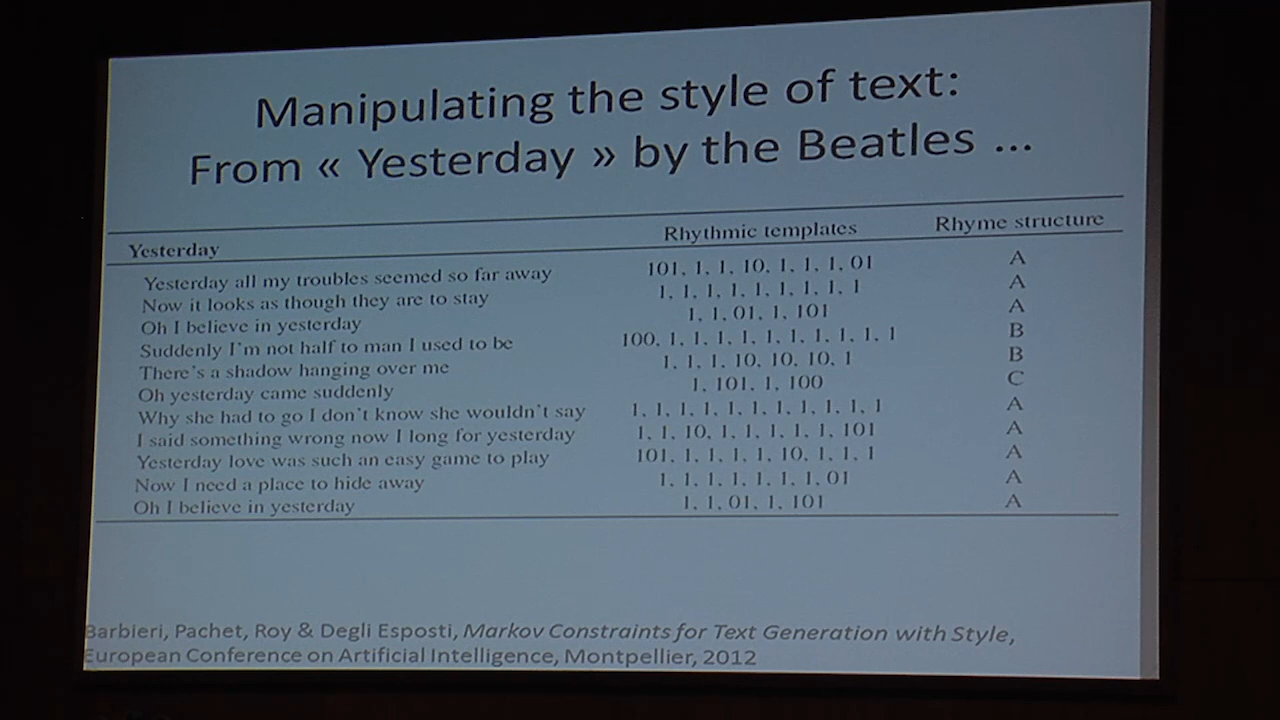 Manipulating the style of text:
From « Yesterday » by the Beatles ...
Yesterday Rhythmic templates Rhyme structure
Yesterday all my troubles seemed so far away 101, 1, 1, 10, 1, 1, 1, 01 A
Now it looks as though they are to stay 1, 1, 1, 1, 1, 1, 1, 1, 1 A
Oh I believe in yesterday 1, 1, 01, 1, 101 A
Suddenly I'm not half to man I used to be 100, 1, 1, 1, 1, 1, 1, 1, 1, 1, 1 B
There's a shadow hanging over me 1, 1, 1, 10, 10, 10, 1 B
Oh yesterday came suddenly 1, 101, 1, 100 C
Why she had to go I don't know she wouldn't say 1, 1, 1, 1, 1, 1, 1, 1, 1, 1, 1 A
I said something wrong now I long for yesterday 1, 1, 10, 1, 1, 1, 1, 1, 101 A
Yesterday love was such an easy game to play 101, 1, 1, 1, 1, 10, 1, 1, 1 A
Now I need a place to hide away 1, 1, 1, 1, 1, 1, 1, 01 A
Oh I believe in yesterday 1, 1, 01, 1, 101 A
Barbieri, Pachet, Roy & Degli Esposti, Markov Constraints for Text Generation with Style,
European Conference on Artificial Intelligence, Montpellier, 2012